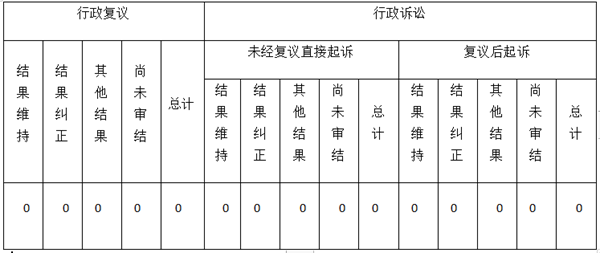 行政复议 行政诉讼
未经复议直接起诉 复议后起诉
结果维持 结果纠正 其他结果 尚未审结 总计 结果维持 结果纠正 其他结果 尚未审结 总计 结果维持 结果纠正 其他结果 尚未审结 总计
0 0 0 0 0 0 0 0 0 0 0 0 0 0 0